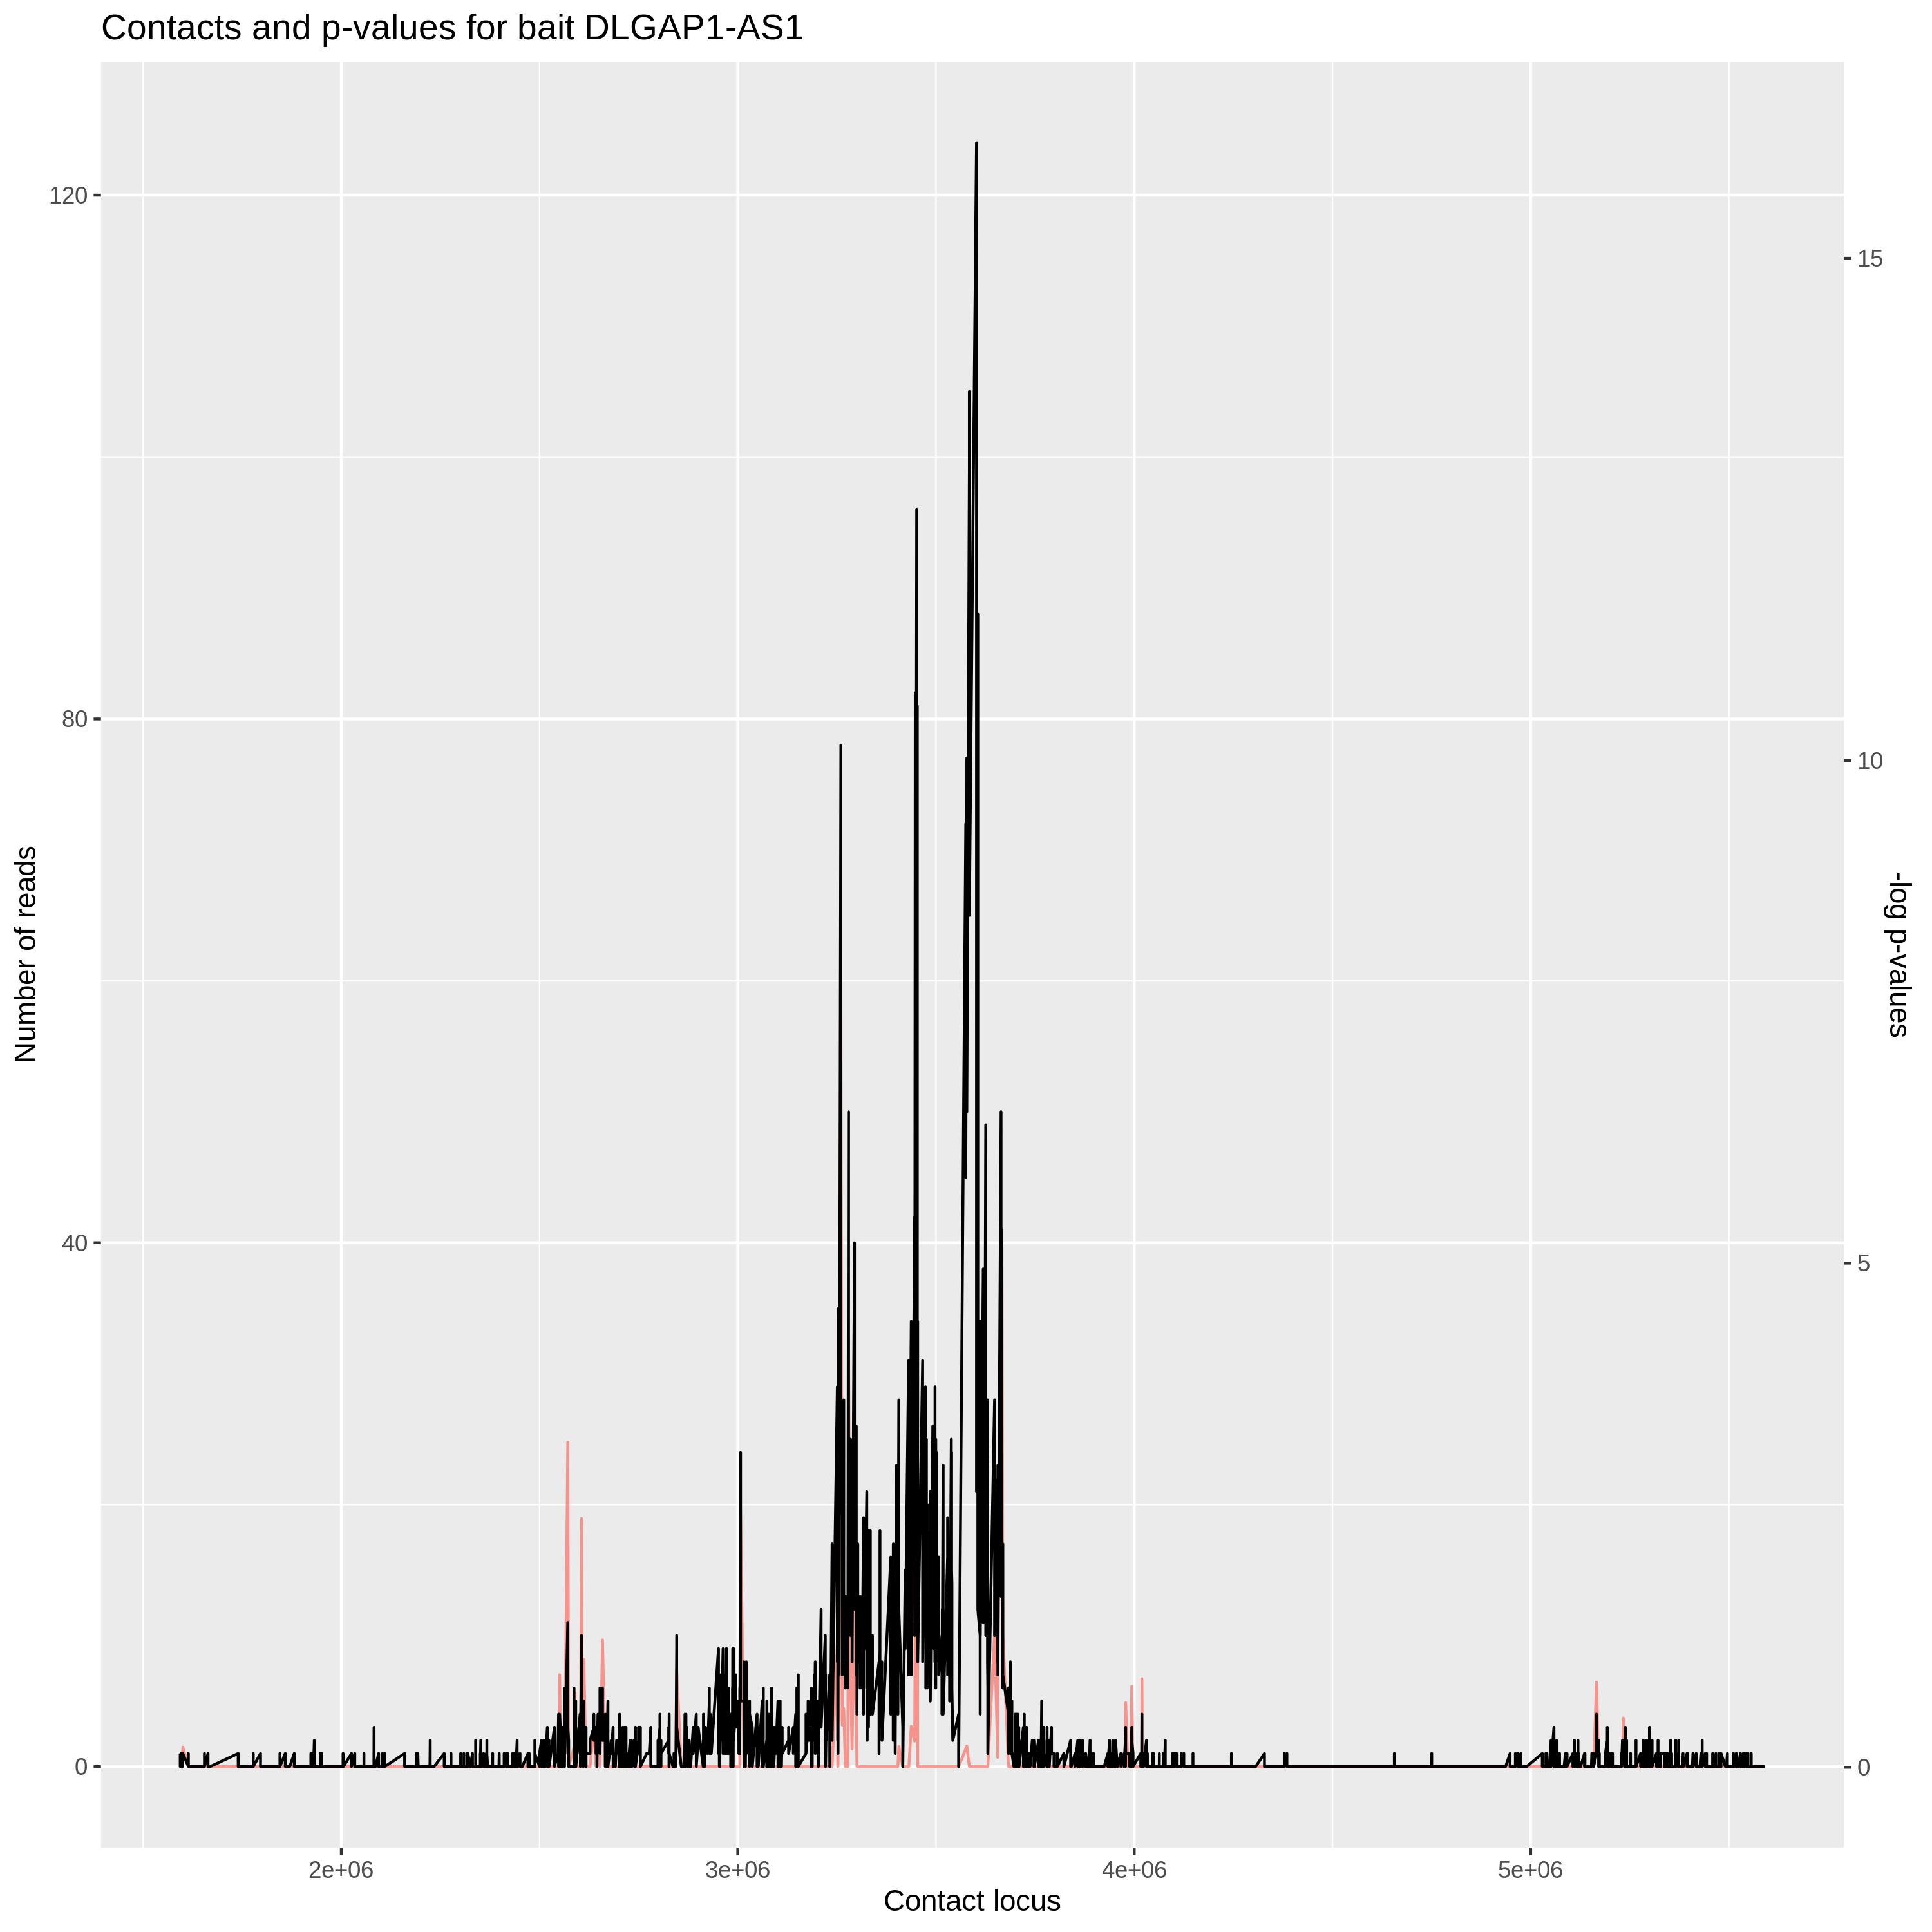 Contacts and p-values for bait DLGAP1-AS1
120
80
40
0
Number of reads
15
10
5
0
-log p-values
2e+06
3e+06
4e+06
5e+06
Contact locus